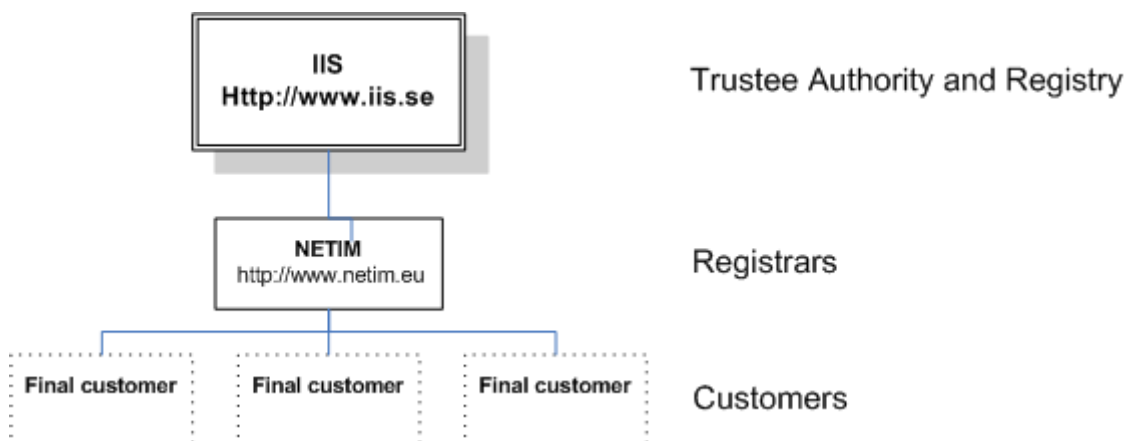 IIS
Http://www.iis.se
Trustee Authority and Registry
NETIM
http://www.netim.eu
Registrars
Final customer
Final customer
Final customer
Customers